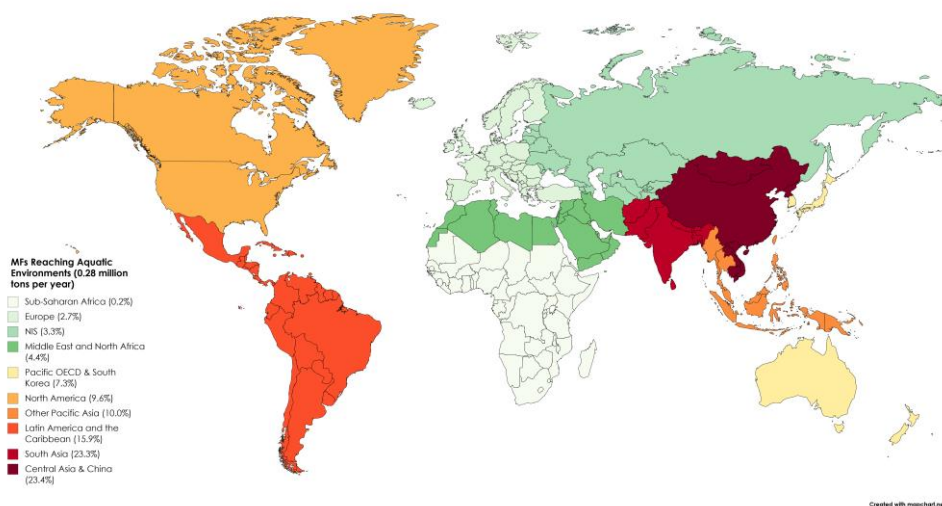 MFs Reaching Aquatic
Environments (0.28 million
tons per year)
Sub-Saharan Africa (0.2%)
Europe (2.7%)
NIS (3.3%)
Middle East and North Africa
(4.4%)
Pacific OECD & South
Korea (7.3%)
North America (9.6%)
Other Pacific Asia (10.0%)
Latin America and the
Caribbean (15.9%)
South Asia (23.3%)
Central Asia & China
(23.4%)
Created with mapchart.ne